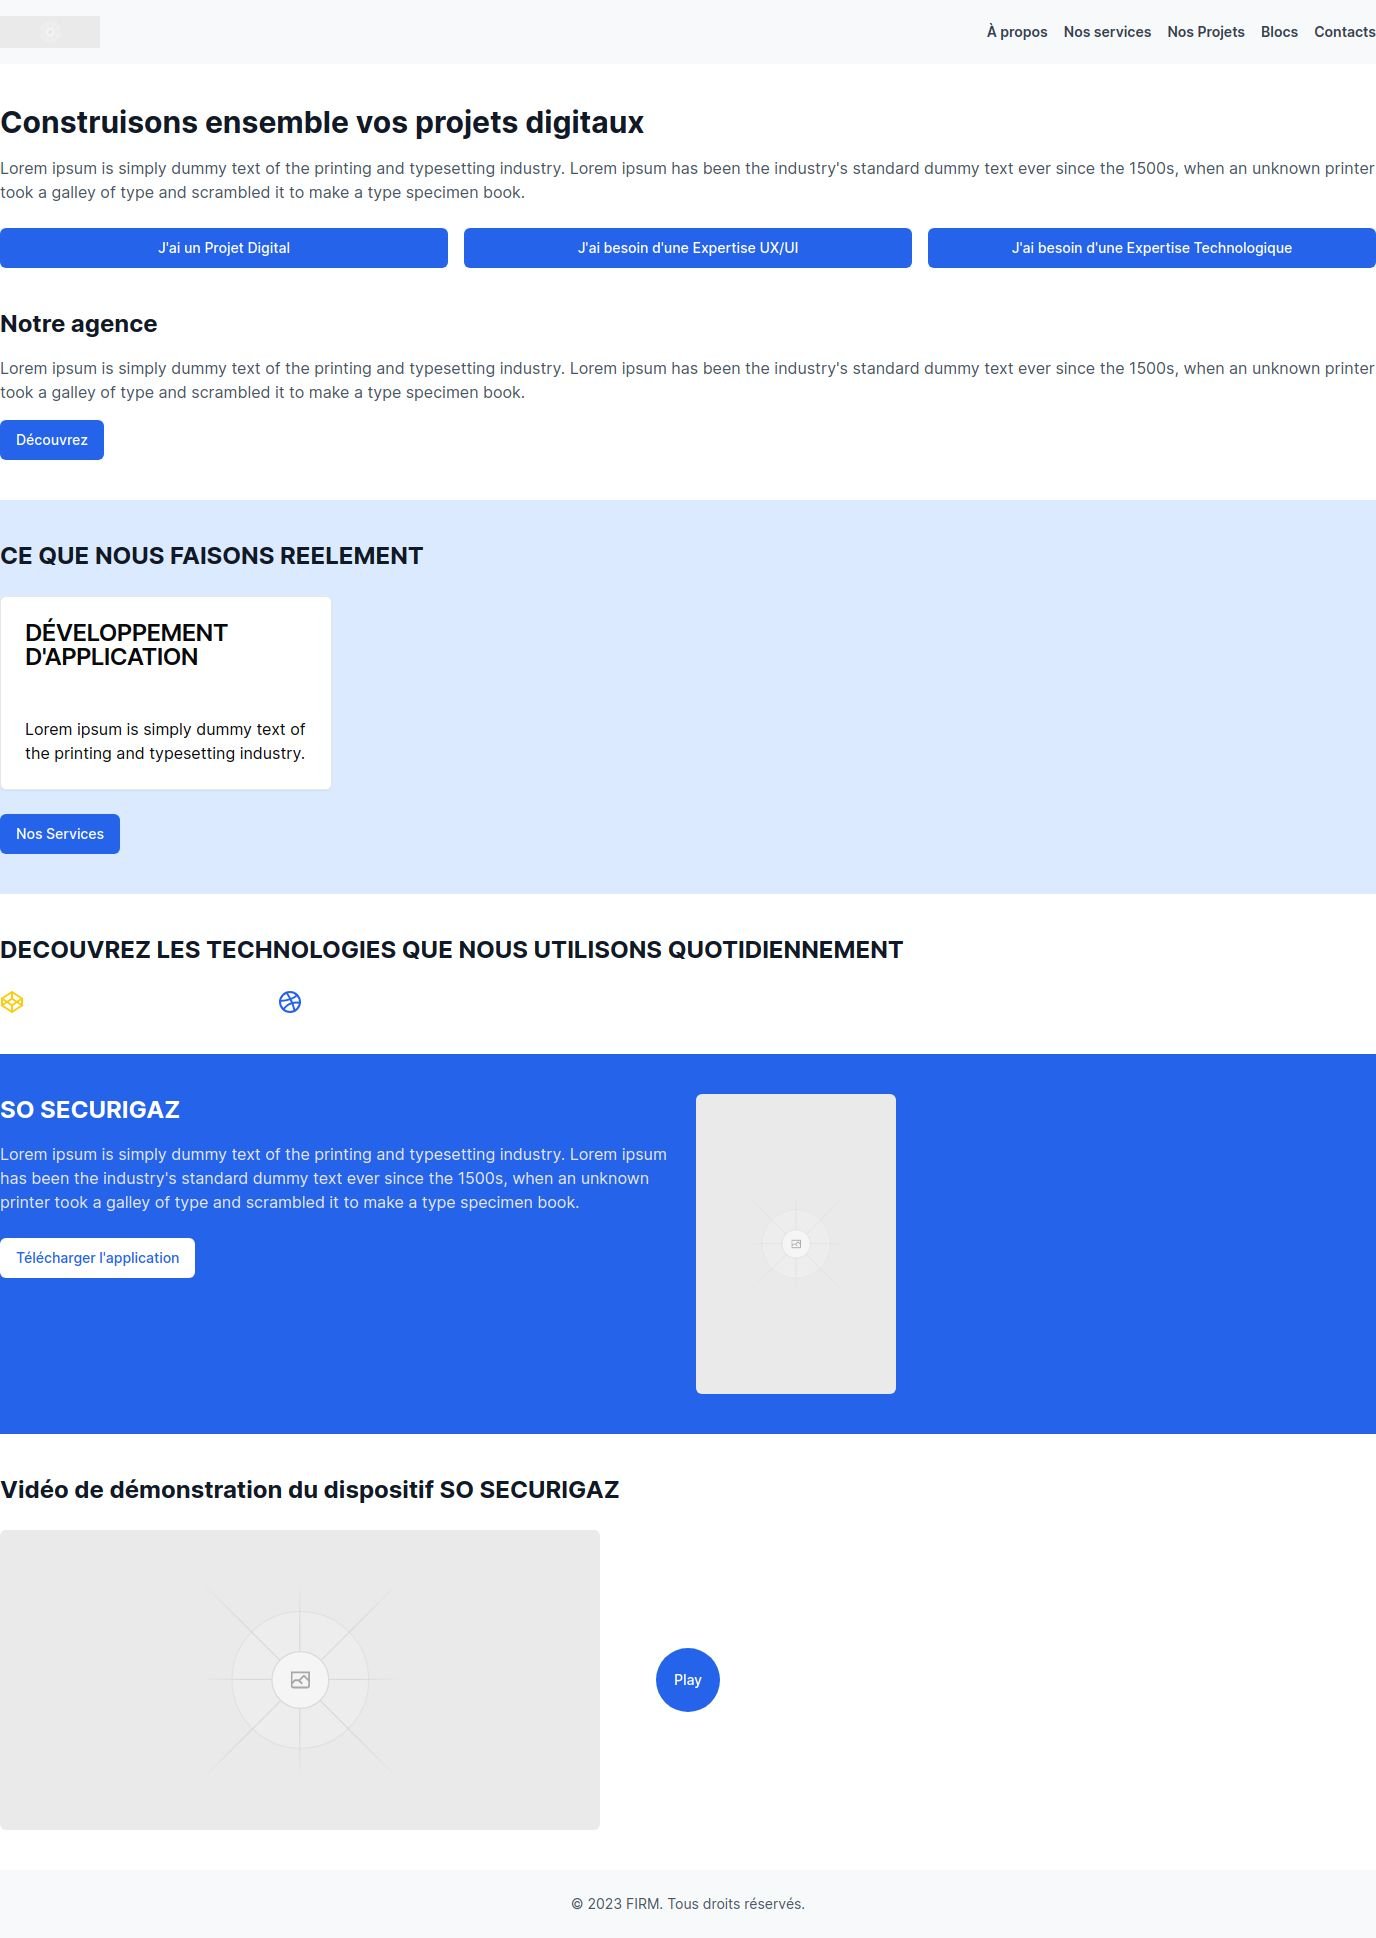 À propos Nos services Nos Projets Blocs Contacts
Construisons ensemble vos projets digitaux
Lorem ipsum is simply dummy text of the printing and typesetting industry. Lorem ipsum has been the industry's standard dummy text ever since the 1500s, when an unknown printer
took a galley of type and scrambled it to make a type specimen book.
J'ai un Projet Digital J'ai besoin d'une Expertise UX/UI J'ai besoin d'une Expertise Technologique
Notre agence
Lorem ipsum is simply dummy text of the printing and typesetting industry. Lorem ipsum has been the industry's standard dummy text ever since the 1500s, when an unknown printer
took a galley of type and scrambled it to make a type specimen book.
Découvrez
CE QUE NOUS FAISONS REELEMENT
DÉVELOPPEMENT
D'APPLICATION
Lorem ipsum is simply dummy text of
the printing and typesetting industry.
Nos Services
DECOUVREZ LES TECHNOLOGIES QUE NOUS UTILISONS QUOTIDIENNEMENT
SO SECURIGAZ
Lorem ipsum is simply dummy text of the printing and typesetting industry. Lorem ipsum
has been the industry's standard dummy text ever since the 1500s, when an unknown
printer took a galley of type and scrambled it to make a type specimen book.
Télécharger l'application
Vidéo de démonstration du dispositif SO SECURIGAZ
Play
© 2023 FIRM. Tous droits réservés.